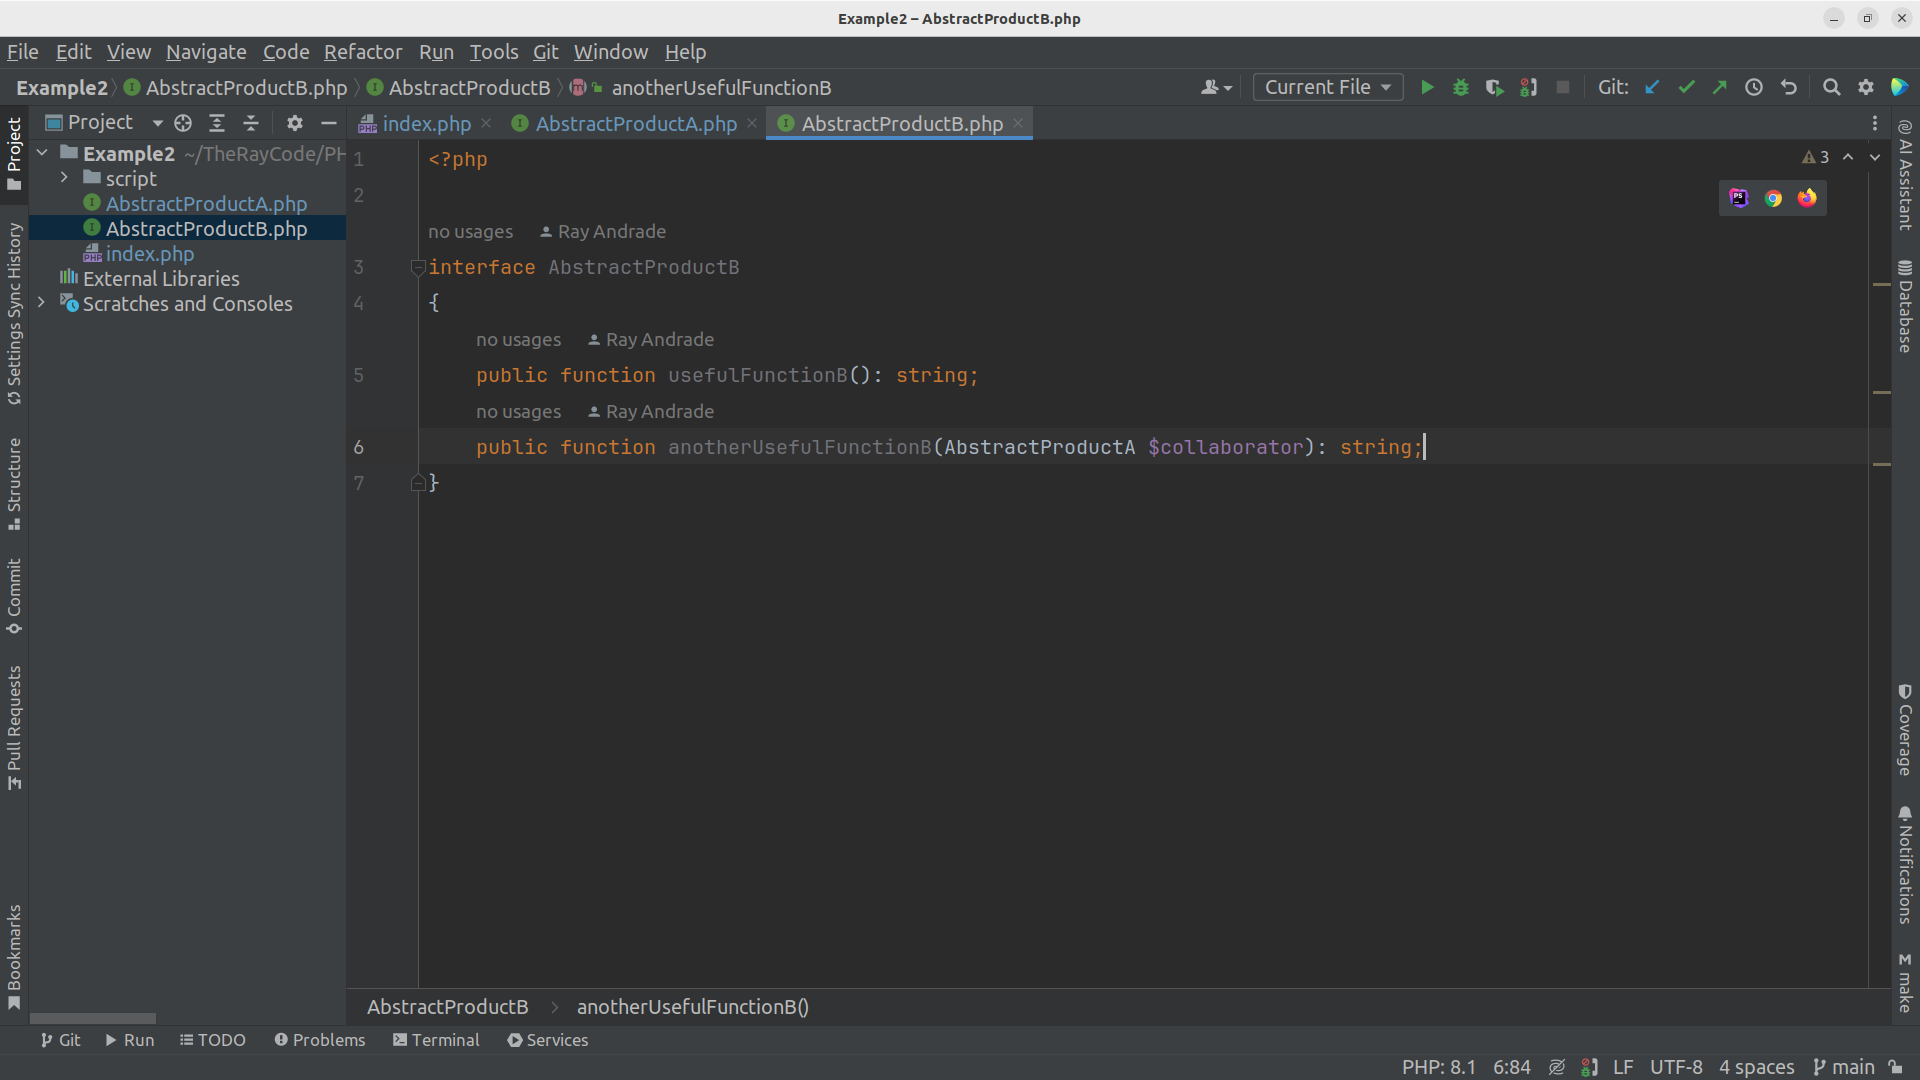 Example2 – AbstractProductB.php
File Edit View Navigate Code Refactor Run Tools Git Window Help
Example2 AbstractProductB.php AbstractProductB anotherUsefulFunctionB Current File Git:
Project
index.php AbstractProductA.php AbstractProductB.php
Example2 ~/TheRayCode/PH
script
AbstractProductA.php
AbstractProductB.php
index.php
External Libraries
Scratches and Consoles
1 <?php
3
2
no usages Ray Andrade
3 interface AbstractProductB
4 {
no usages Ray Andrade
5 public function usefulFunctionB(): string;
no usages Ray Andrade
6 public function anotherUsefulFunctionB(AbstractProductA $collaborator): string;
7 }
Project
Settings Sync History
Structure
Commit
Pull Requests
Bookmarks
AI Assistant
Database
Coverage
Notifications
M make
AbstractProductB anotherUsefulFunctionB()
Git Run TODO Problems Terminal Services
PHP: 8.1 6:84 LF UTF-8 4 spaces main